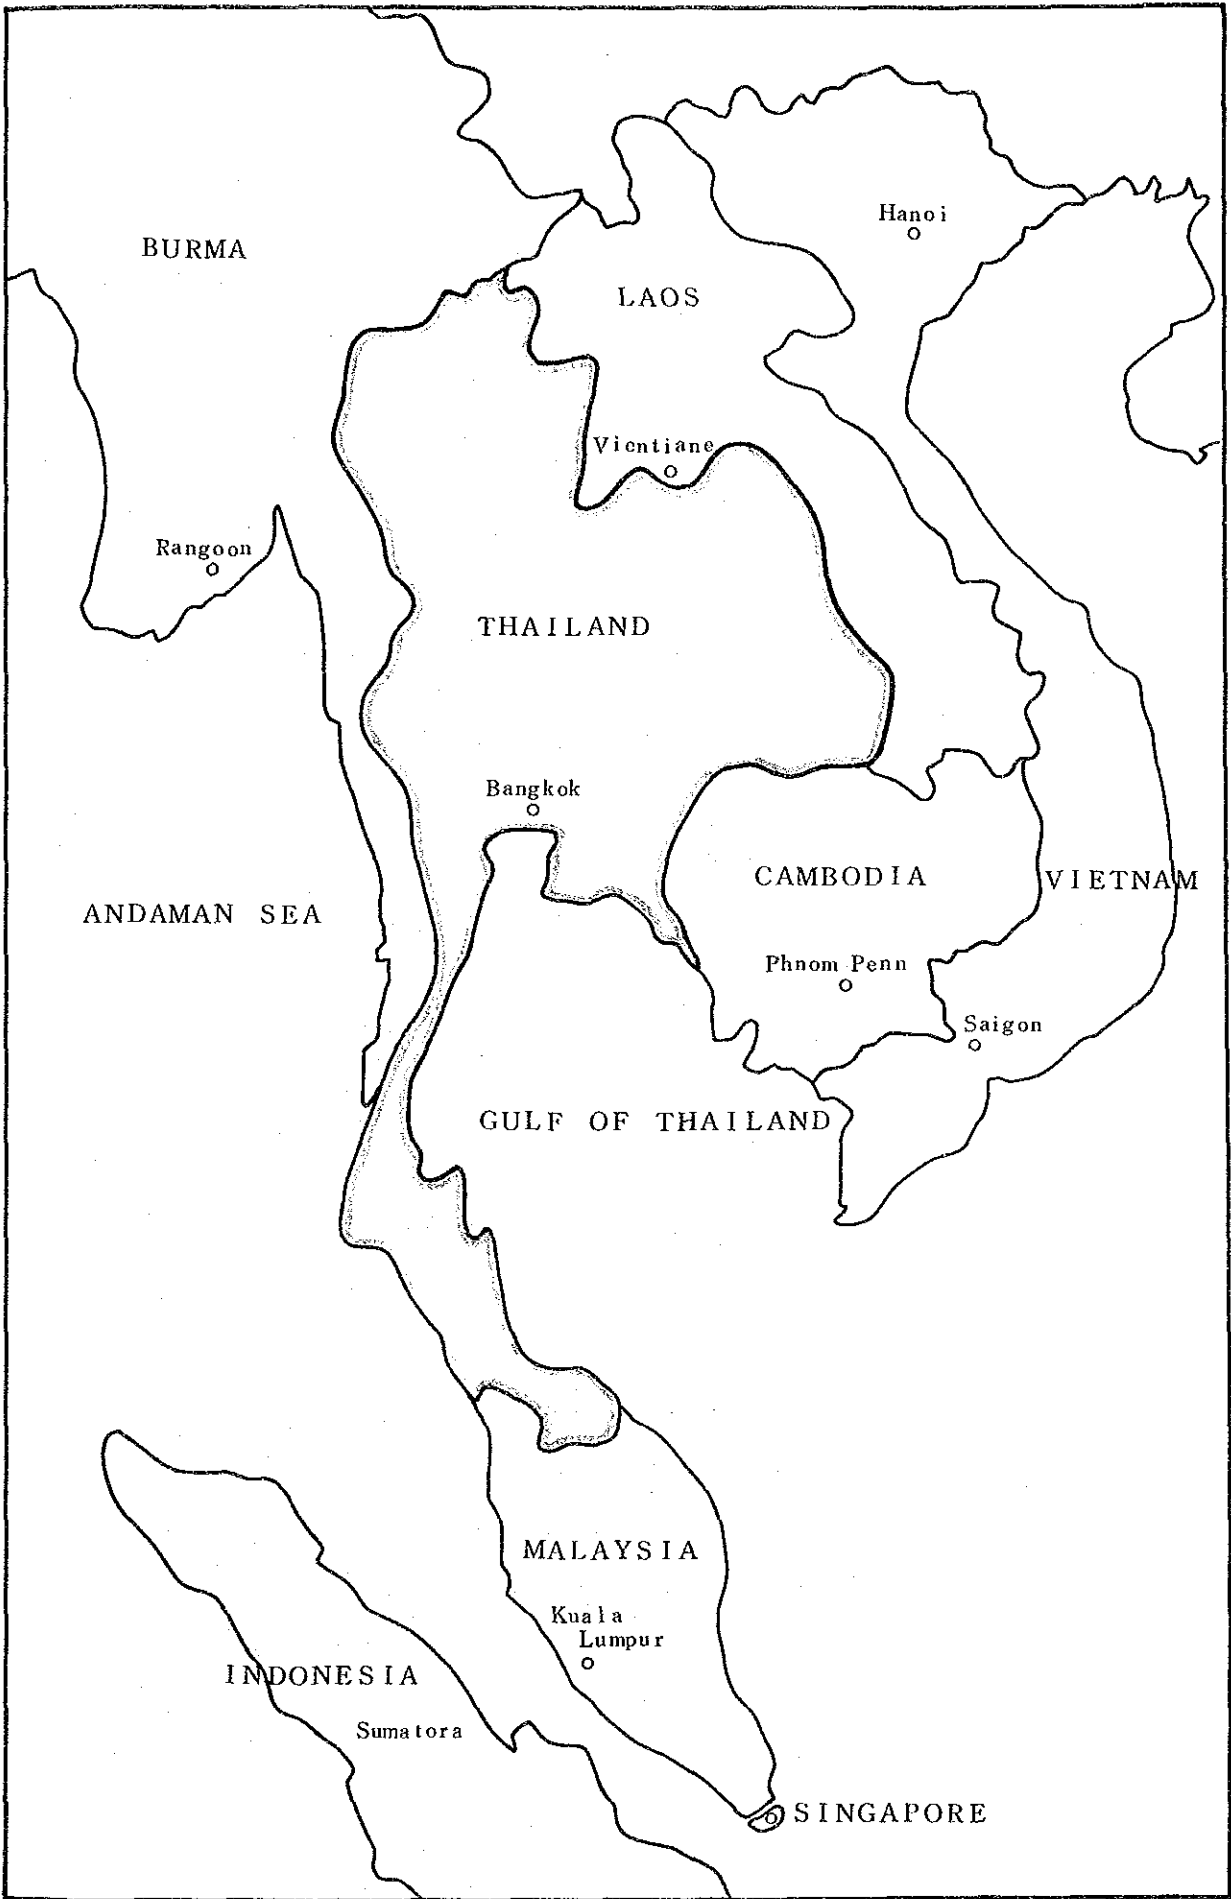 Hanoi
BURMA
LAOS
Vientiane
Rangoon
THAILAND
Bangkok
CAMBODIA
VIETNAM
ANDAMAN SEA
Phnom Penn
Saigon
GULF OF THAILAND
MALAYSIA
Kuala
Lumpur
INDONESIA
Sumatora
SINGAPORE